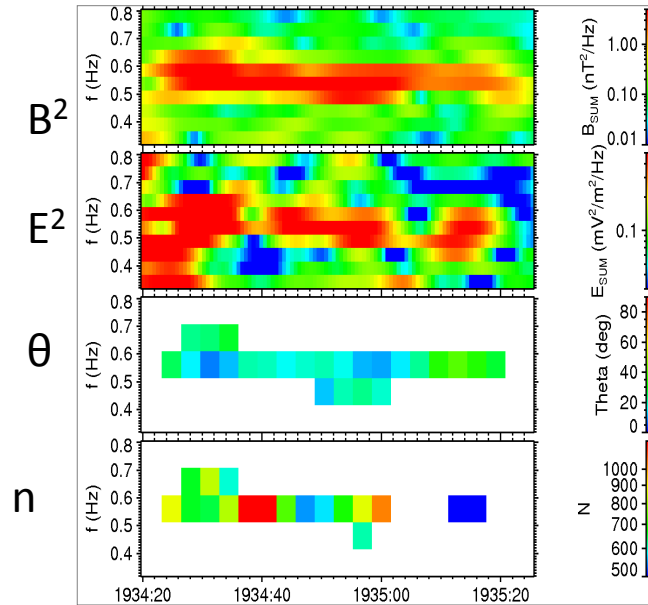 B²
0.8
0.7
0.6
0.5
0.4
f (Hz)
1.00
0.10
0.01
B_SUM (nT²/Hz)
E²
0.8
0.7
0.6
0.5
0.4
f (Hz)
0.1
E_SUM (mV²/m²/Hz)
θ
0.8
0.7
0.6
0.5
0.4
f (Hz)
80
60
40
20
0
Theta (deg)
n
0.8
0.7
0.6
0.5
0.4
f (Hz)
1000
900
800
700
600
500
N
1934:20 1934:40 1935:00 1935:20